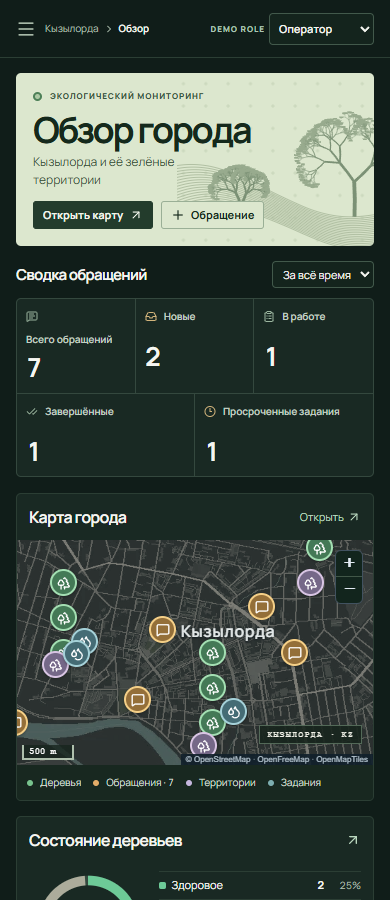 Кызылорда > Обзор DEMO ROLE Оператор
ЭКОЛОГИЧЕСКИЙ МОНИТОРИНГ
Обзор города
Кызылорда и её зелёные
территории
Открыть карту ↗ + Обращение
Сводка обращений За всё время
Всего обращений
7
Новые
2
В работе
1
Завершённые
1
Просроченные задания
1
Карта города Открыть ↗
+
−
Кызылорда
КЫЗЫЛОРДА · KZ
500 m
© OpenStreetMap · OpenFreeMap · OpenMapTiles
Деревья Обращения · 7 Территории Задания
Состояние деревьев ↗
Здоровое 2 25%